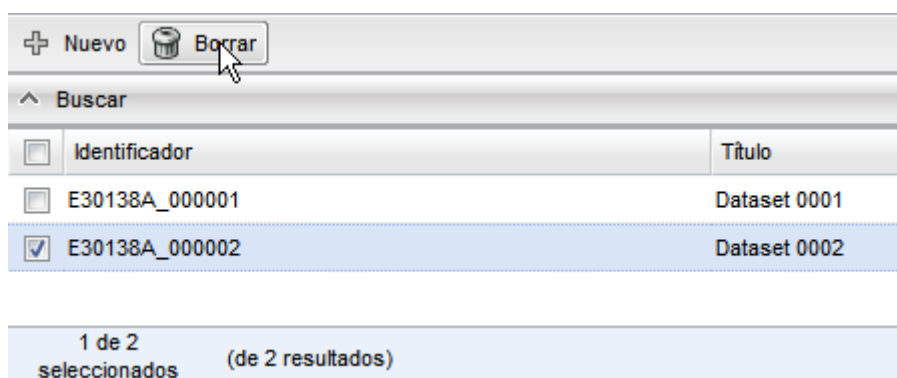 Nuevo Borrar
Buscar
Identificador Título
E30138A_000001 Dataset 0001
E30138A_000002 Dataset 0002
1 de 2
seleccionados (de 2 resultados)